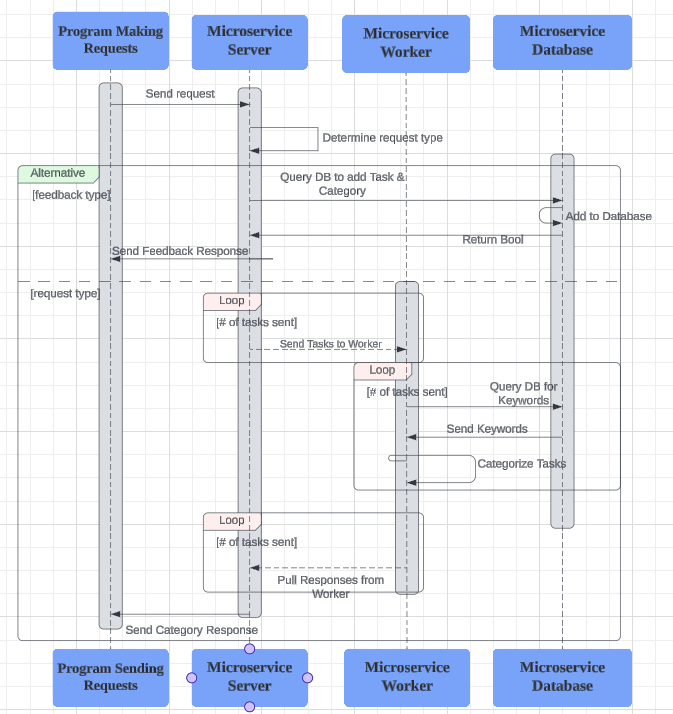 Program Making
Requests
Microservice
Server
Microservice
Worker
Microservice
Database
Send request
Determine request type
Alternative
[feedback type]
Query DB to add Task &
Category
Add to Database
Return Bool
Send Feedback Response
[request type]
Loop
[# of tasks sent]
Send Tasks to Worker
Loop
[# of tasks sent]
Query DB for
Keywords
Send Keywords
Categorize Tasks
Loop
[# of tasks sent]
Pull Responses from
Worker
Send Category Response
Program Sending
Requests
Microservice
Server
Microservice
Worker
Microservice
Database